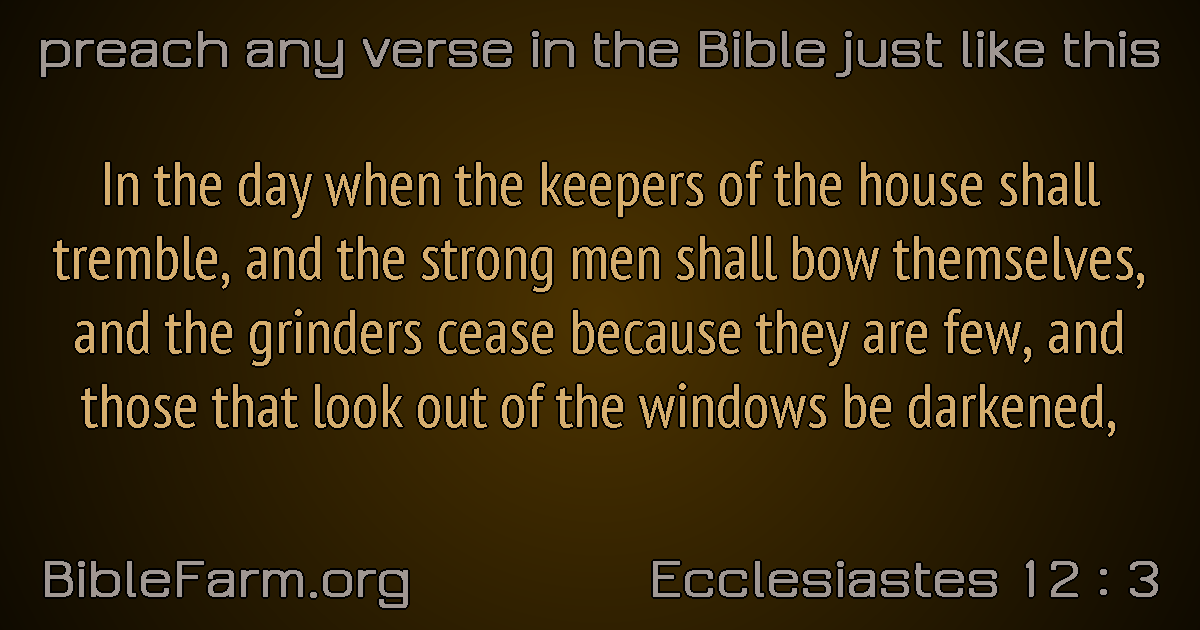 preach any verse in the Bible just like this
In the day when the keepers of the house shall
tremble, and the strong men shall bow themselves,
and the grinders cease because they are few, and
those that look out of the windows be darkened,
BibleFarm.org
Ecclesiastes 12 : 3